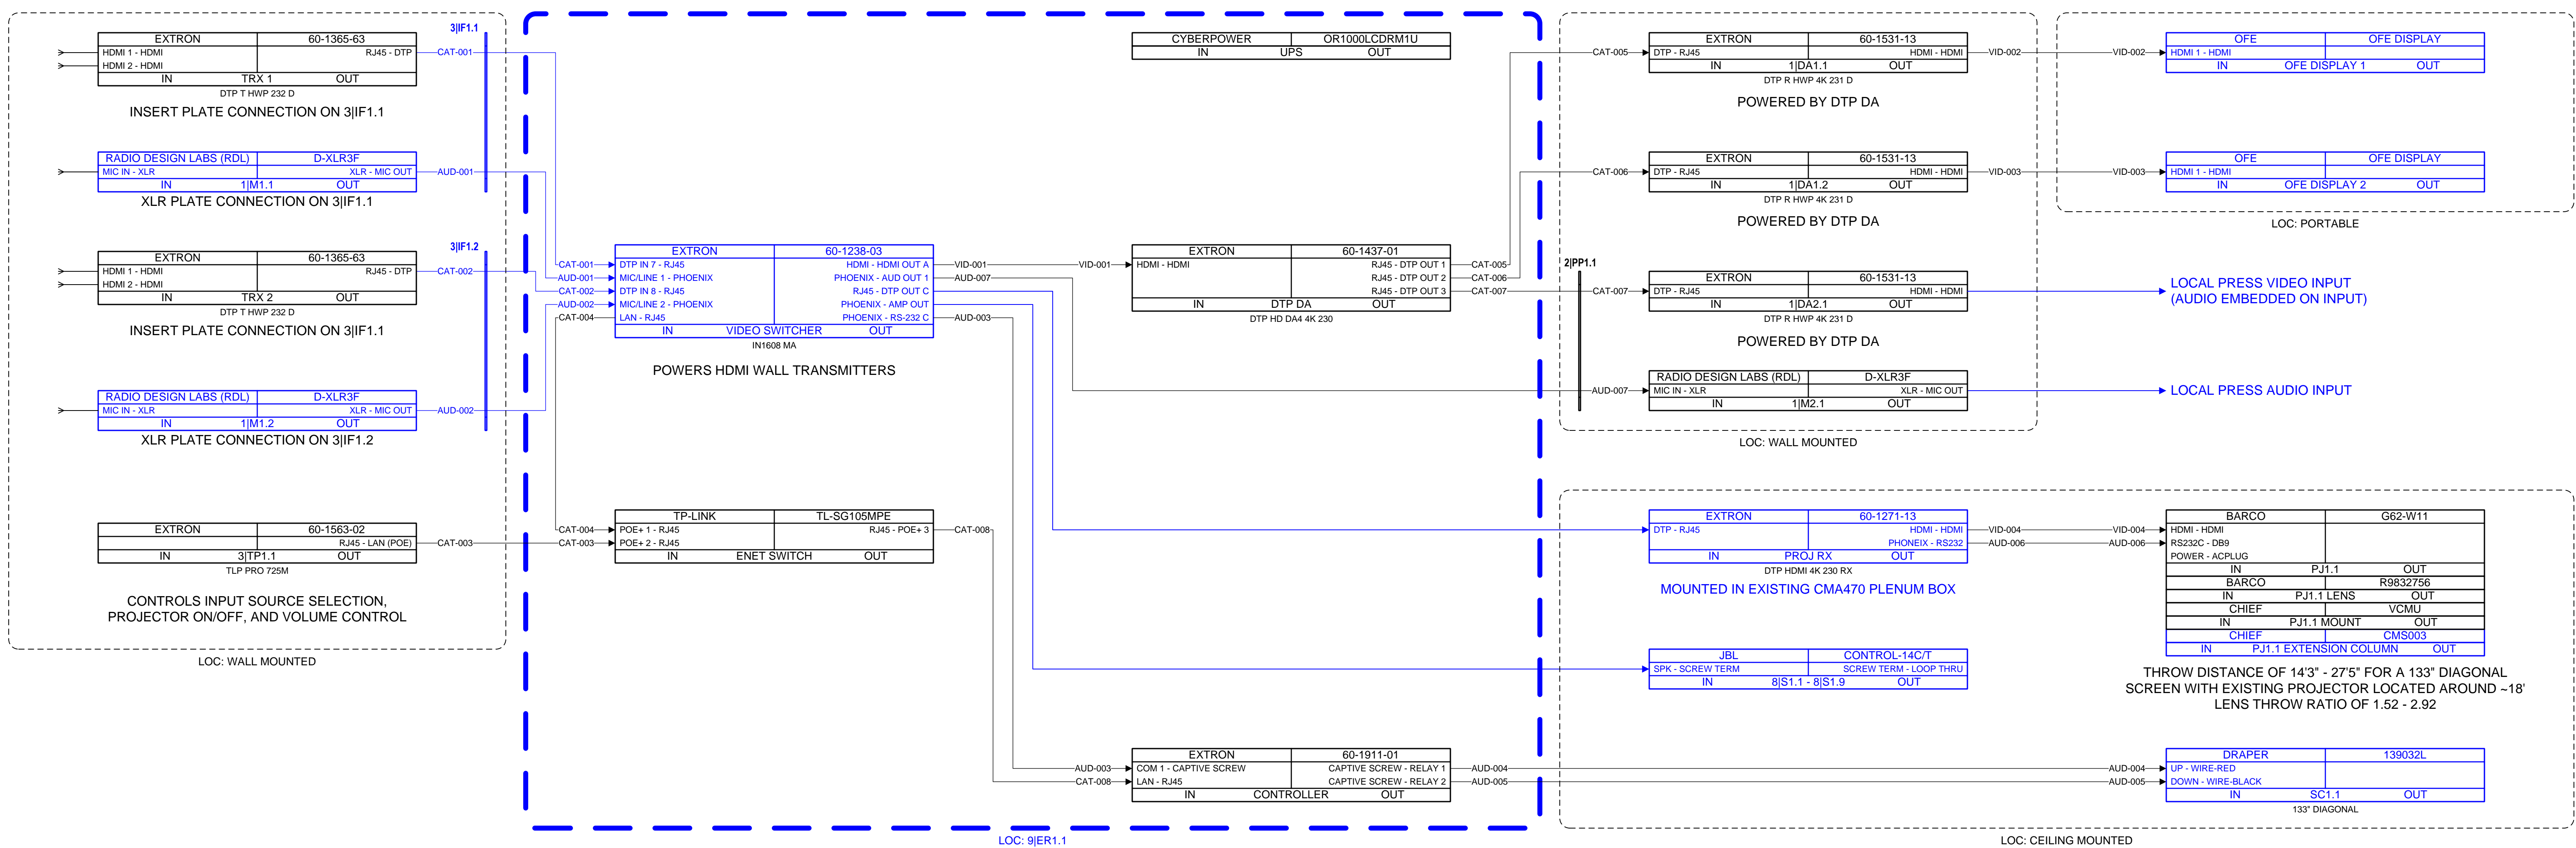 3|IF1.1
EXTRON 60-1365-63
HDMI 1 - HDMI RJ45 - DTP CAT-001
HDMI 2 - HDMI
IN TRX 1 OUT
DTP T HWP 232 D
INSERT PLATE CONNECTION ON 3|IF1.1
RADIO DESIGN LABS (RDL) D-XLR3F
MIC IN - XLR XLR - MIC OUT AUD-001
IN 1|M1.1 OUT
XLR PLATE CONNECTION ON 3|IF1.1
3|IF1.2
EXTRON 60-1365-63
HDMI 1 - HDMI RJ45 - DTP CAT-002
HDMI 2 - HDMI
IN TRX 2 OUT
DTP T HWP 232 D
INSERT PLATE CONNECTION ON 3|IF1.1
RADIO DESIGN LABS (RDL) D-XLR3F
MIC IN - XLR XLR - MIC OUT AUD-002
IN 1|M1.2 OUT
XLR PLATE CONNECTION ON 3|IF1.2
EXTRON 60-1563-02
RJ45 - LAN (POE) CAT-003
IN 3|TP1.1 OUT
TLP PRO 725M
CONTROLS INPUT SOURCE SELECTION,
PROJECTOR ON/OFF, AND VOLUME CONTROL
LOC: WALL MOUNTED
EXTRON 60-1238-03
CAT-001 DTP IN 7 - RJ45 HDMI - HDMI OUT A VID-001
AUD-001 MIC/LINE 1 - PHOENIX PHOENIX - AUD OUT 1 AUD-007
CAT-002 DTP IN 8 - RJ45 RJ45 - DTP OUT C
AUD-002 MIC/LINE 2 - PHOENIX PHOENIX - AMP OUT
CAT-004 LAN - RJ45 PHOENIX - RS-232 C AUD-003
IN VIDEO SWITCHER OUT
IN1608 MA
POWERS HDMI WALL TRANSMITTERS
TP-LINK TL-SG105MPE
CAT-004 POE+ 1 - RJ45 RJ45 - POE+ 3 CAT-008
CAT-003 POE+ 2 - RJ45
IN ENET SWITCH OUT
CYBERPOWER OR1000LCDRM1U
IN UPS OUT
EXTRON 60-1437-01
VID-001 HDMI - HDMI RJ45 - DTP OUT 1 CAT-005
RJ45 - DTP OUT 2 CAT-006
RJ45 - DTP OUT 3 CAT-007
IN DTP DA OUT
DTP HD DA4 4K 230
EXTRON 60-1911-01
AUD-003 COM 1 - CAPTIVE SCREW CAPTIVE SCREW - RELAY 1 AUD-004
CAT-008 LAN - RJ45 CAPTIVE SCREW - RELAY 2 AUD-005
IN CONTROLLER OUT
LOC: 9|ER1.1
EXTRON 60-1531-13
CAT-005 DTP - RJ45 HDMI - HDMI VID-002
IN 1|DA1.1 OUT
DTP R HWP 4K 231 D
POWERED BY DTP DA
EXTRON 60-1531-13
CAT-006 DTP - RJ45 HDMI - HDMI VID-003
IN 1|DA1.2 OUT
DTP R HWP 4K 231 D
POWERED BY DTP DA
2|PP1.1
EXTRON 60-1531-13
CAT-007 DTP - RJ45 HDMI - HDMI
IN 1|DA2.1 OUT
DTP R HWP 4K 231 D
POWERED BY DTP DA
RADIO DESIGN LABS (RDL) D-XLR3F
AUD-007 MIC IN - XLR XLR - MIC OUT
IN 1|M2.1 OUT
LOC: WALL MOUNTED
OFE OFE DISPLAY
VID-002 HDMI 1 - HDMI
IN OFE DISPLAY 1 OUT
OFE OFE DISPLAY
VID-003 HDMI 1 - HDMI
IN OFE DISPLAY 2 OUT
LOC: PORTABLE
LOCAL PRESS VIDEO INPUT
(AUDIO EMBEDDED ON INPUT)
LOCAL PRESS AUDIO INPUT
EXTRON 60-1271-13
DTP - RJ45 HDMI - HDMI VID-004
PHONEIX - RS232 AUD-006
IN PROJ RX OUT
DTP HDMI 4K 230 RX
MOUNTED IN EXISTING CMA470 PLENUM BOX
JBL CONTROL-14C/T
SPK - SCREW TERM SCREW TERM - LOOP THRU
IN 8|S1.1 - 8|S1.9 OUT
BARCO G62-W11
VID-004 HDMI - HDMI
AUD-006 RS232C - DB9
POWER - ACPLUG
IN PJ1.1 OUT
BARCO R9832756
IN PJ1.1 LENS OUT
CHIEF VCMU
IN PJ1.1 MOUNT OUT
CHIEF CMS003
IN PJ1.1 EXTENSION COLUMN OUT
THROW DISTANCE OF 14'3" - 27'5" FOR A 133" DIAGONAL
SCREEN WITH EXISTING PROJECTOR LOCATED AROUND ~18'
LENS THROW RATIO OF 1.52 - 2.92
DRAPER 139032L
AUD-004 UP - WIRE-RED
AUD-005 DOWN - WIRE-BLACK
IN SC1.1 OUT
133" DIAGONAL
LOC: CEILING MOUNTED